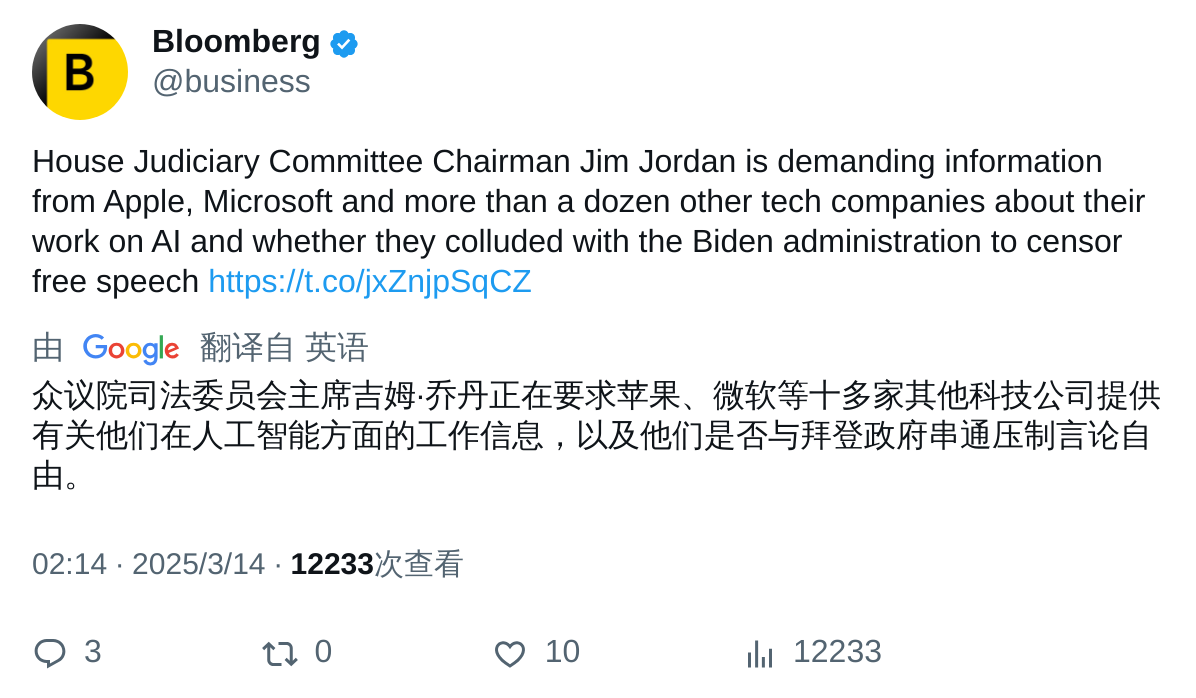 B
Bloomberg
@business
House Judiciary Committee Chairman Jim Jordan is demanding information
from Apple, Microsoft and more than a dozen other tech companies about their
work on AI and whether they colluded with the Biden administration to censor
free speech https://t.co/jxZnjpSqCZ
由 Google 翻译自 英语
众议院司法委员会主席吉姆·乔丹正在要求苹果、微软等十多家其他科技公司提供
有关他们在人工智能方面的工作信息，以及他们是否与拜登政府串通压制言论自
由。
02:14 · 2025/3/14 · 12233次查看
3 0 10 12233